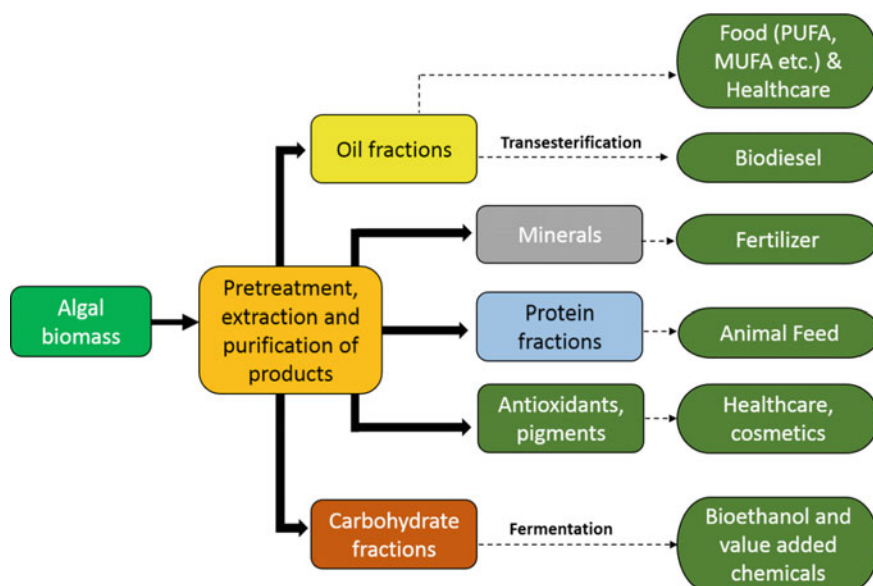 Food (PUFA,
MUFA etc.) &
Healthcare
Oil fractions
Transesterification
Biodiesel
Minerals
Fertilizer
Algal
biomass
Pretreatment,
extraction and
purification of
products
Protein
fractions
Animal Feed
Antioxidants,
pigments
Healthcare,
cosmetics
Carbohydrate
fractions
Fermentation
Bioethanol and
value added
chemicals